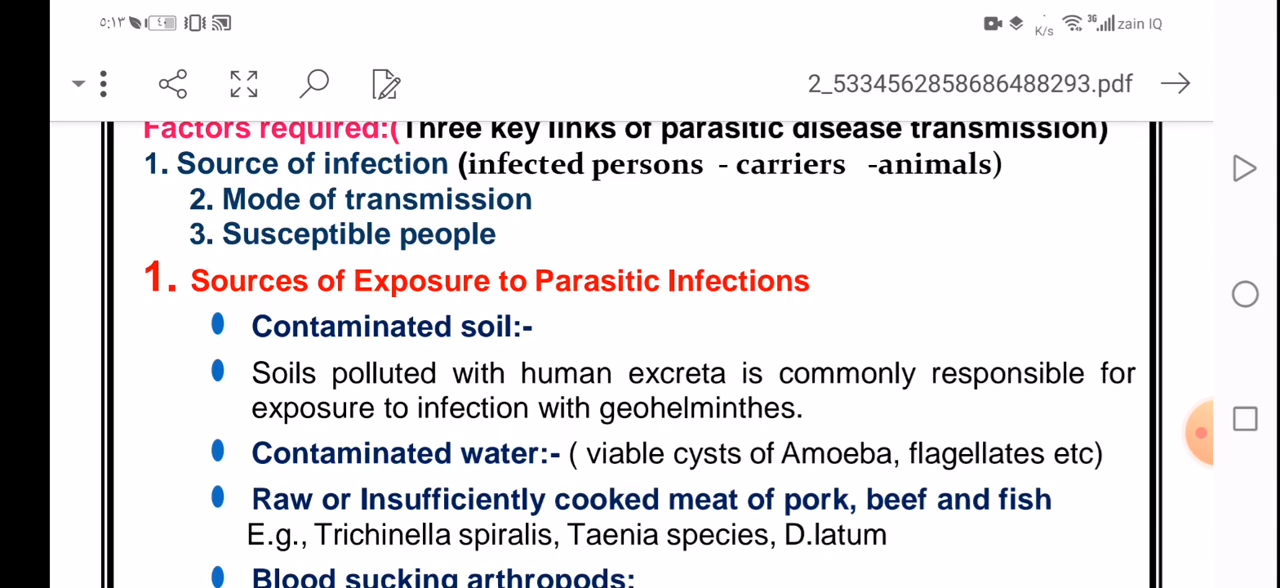 ٥:١٣
K/s 3G zain IQ
2_5334562858686488293.pdf
Factors required:(Three key links of parasitic disease transmission)
1. Source of infection (infected persons - carriers -animals)
2. Mode of transmission
3. Susceptible people
1. Sources of Exposure to Parasitic Infections
Contaminated soil:-
Soils polluted with human excreta is commonly responsible for
exposure to infection with geohelminthes.
Contaminated water:- ( viable cysts of Amoeba, flagellates etc)
Raw or Insufficiently cooked meat of pork, beef and fish
E.g., Trichinella spiralis, Taenia species, D.latum
Blood sucking arthropods: